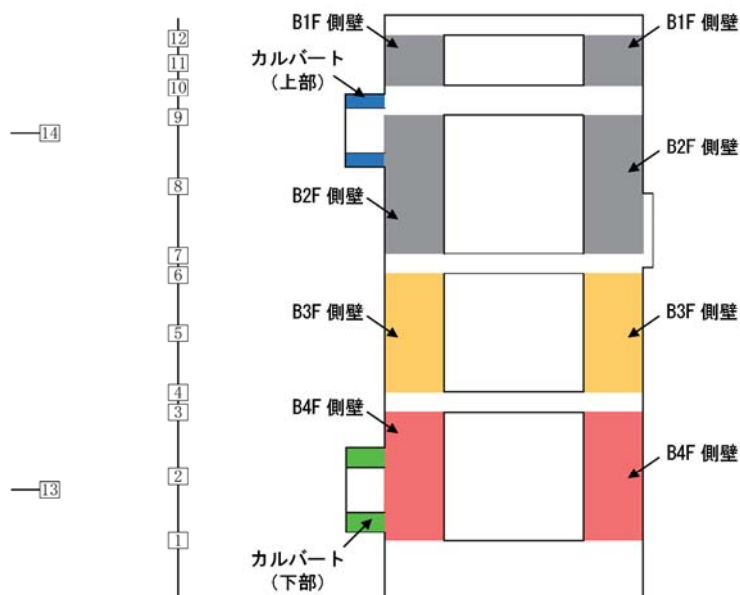 12
11
10
9
14
8
7
6
5
4
3
2
13
1
B1F 側壁
B1F 側壁
カルバート
(上部)
B2F 側壁
B2F 側壁
B3F 側壁
B3F 側壁
B4F 側壁
B4F 側壁
カルバート
(下部)